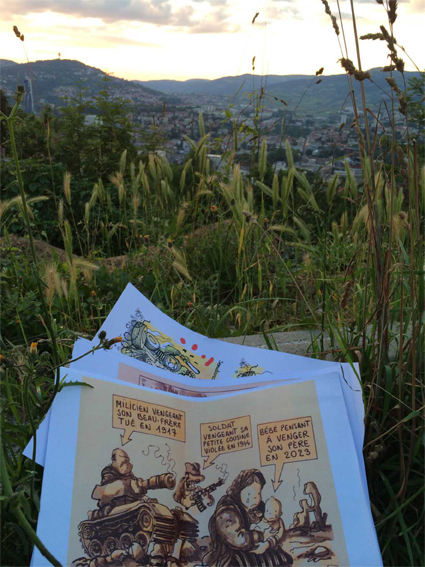 MILICIEN VENGEANT
SON BEAU-FRÈRE
TUÉ EN 1917
SOLDAT
VENGEANT SA
PETITE COUSINE
VIOLÉE EN 1944
BÉBÉ PENSANT
À VENGER
SON PÈRE
EN 2023